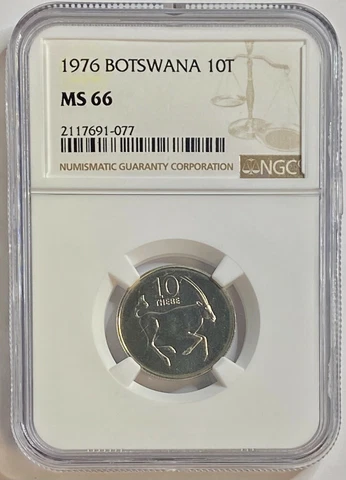 1976 BOTSWANA 10T
MS 66
2117691-077
NUMISMATIC GUARANTY CORPORATION
NGC
10
THEBE